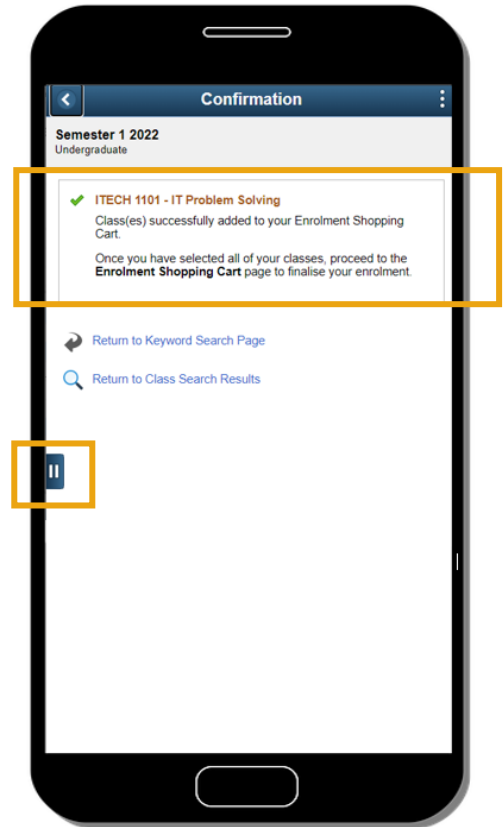 Confirmation
Semester 1 2022
Undergraduate
ITECH 1101 - IT Problem Solving
Class(es) successfully added to your Enrolment Shopping
Cart.
Once you have selected all of your classes, proceed to the
Enrolment Shopping Cart page to finalise your enrolment.
Return to Keyword Search Page
Return to Class Search Results